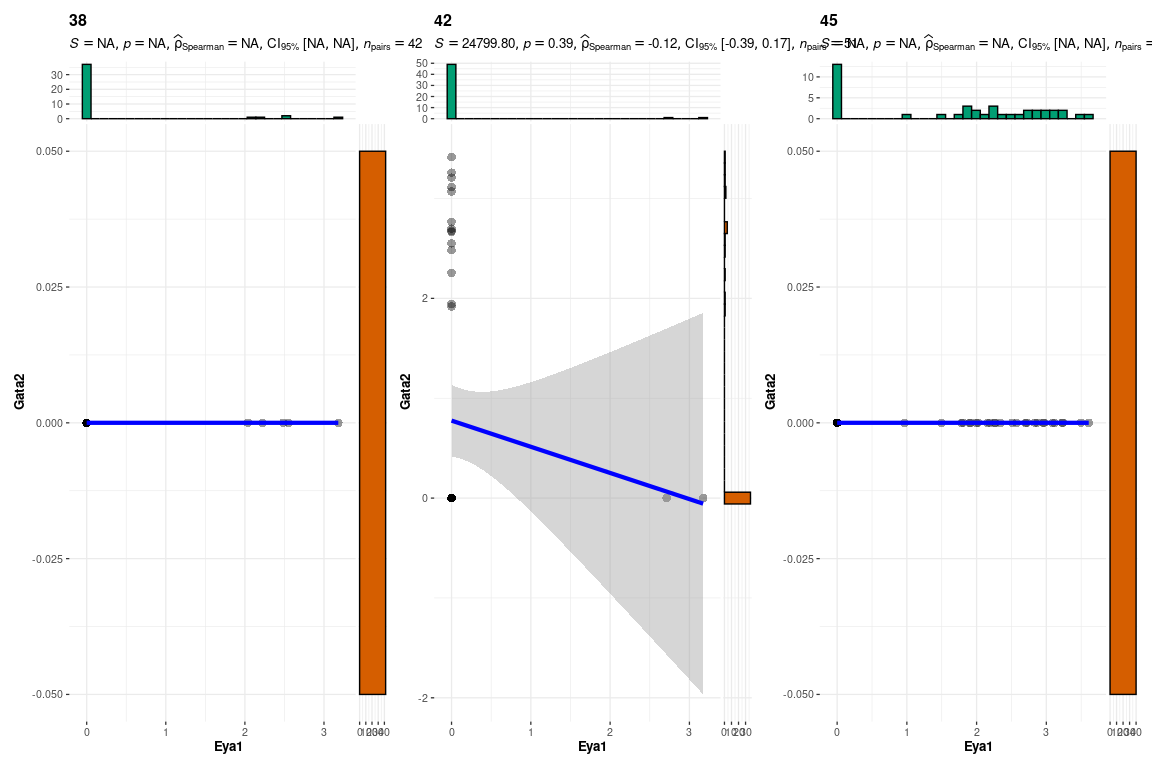 38
42
45
S = NA, p = NA, ρ̂Spearman = NA, CI95% [NA, NA], npairs = 42
S = 24799.80, p = 0.39, ρ̂Spearman = -0.12, CI95% [-0.39, 0.17], npairs = 51
S = NA, p = NA, ρ̂Spearman = NA, CI95% [NA, NA], npairs =
30
20
10
0
50
40
30
20
10
0
10
5
0
0.050
0.025
0.000
-0.025
-0.050
Gata2
2
0
-2
Gata2
0.050
0.025
0.000
-0.025
-0.050
Gata2
0 1 2 3
Eya1
0 1 2 3
Eya1
0 1 2 3
Eya1